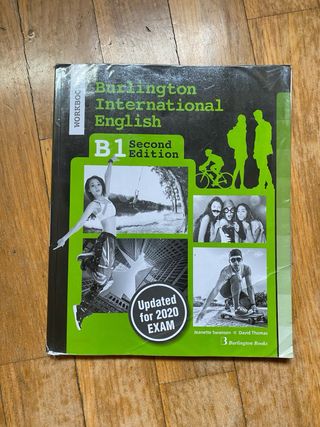 WORKBOOK
Burlington
International
English
B1 Second
Edition
Updated
for 2020
EXAM
Jeanette Swanson • David Thomas
B Burlington Books